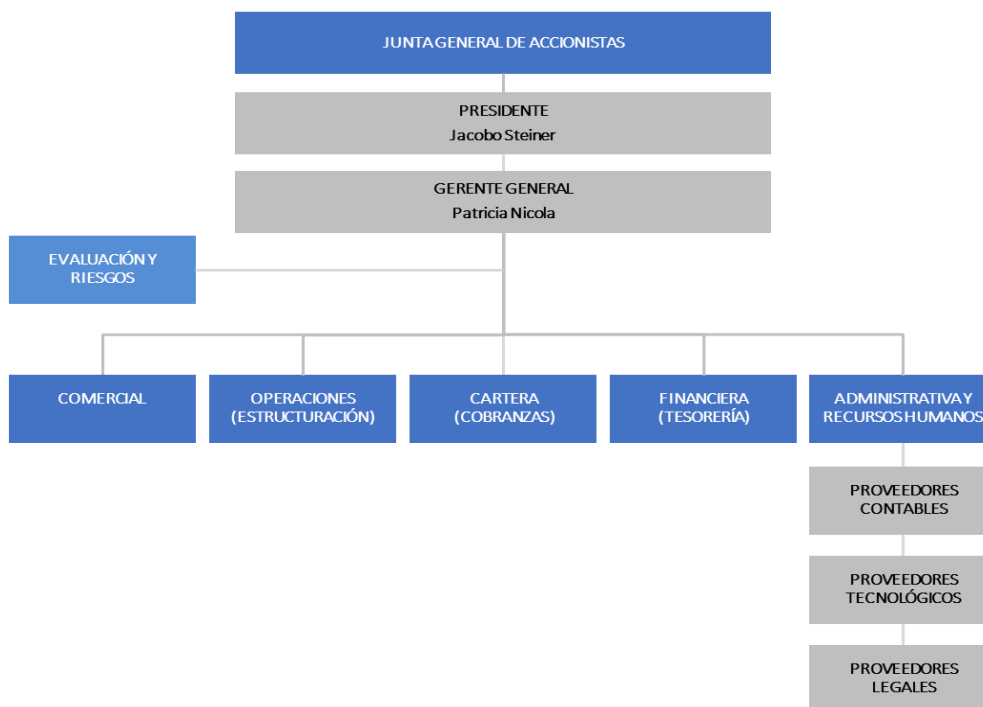 JUNTA GENERAL DE ACCIONISTAS
PRESIDENTE
Jacobo Steiner
GERENTE GENERAL
Patricia Nicola
EVALUACIÓN Y
RIESGOS
COMERCIAL
OPERACIONES
(ESTRUCTURACIÓN)
CARTERA
(COBRANZAS)
FINANCIERA
(TESORERÍA)
ADMINISTRATIVA Y
RECURSOS HUMANOS
PROVEEDORES
CONTABLES
PROVEEDORES
TECNOLÓGICOS
PROVEEDORES
LEGALES